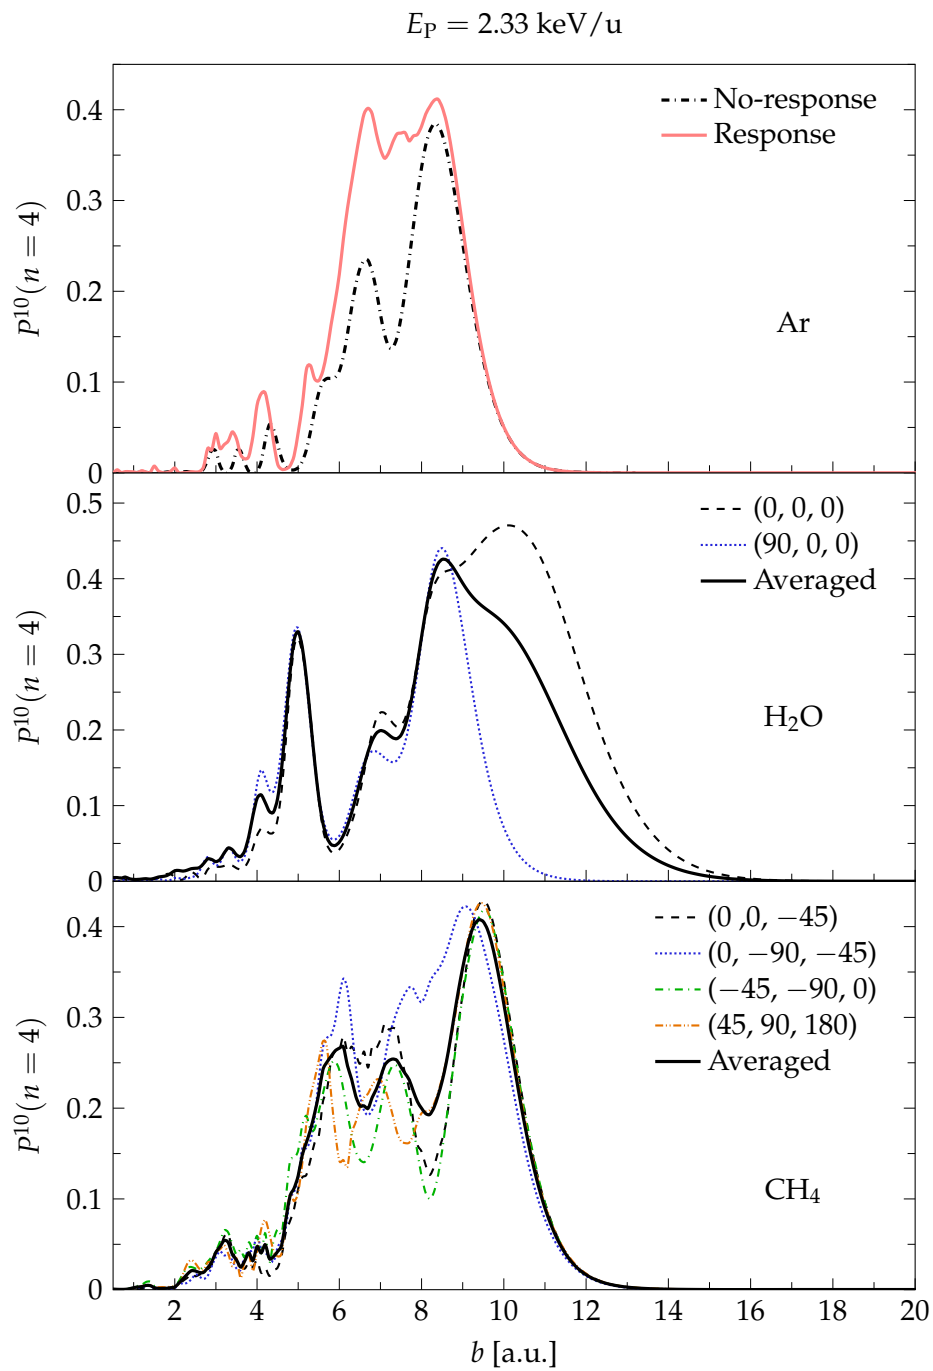 E_P = 2.33 keV/u
No-response
Response
0.4
0.3
0.2
0.1
0
P^10(n = 4)
Ar
(0, 0, 0)
(90, 0, 0)
Averaged
0.5
0.4
0.3
0.2
0.1
0
P^10(n = 4)
H₂O
(0 ,0, −45)
(0, −90, −45)
(−45, −90, 0)
(45, 90, 180)
Averaged
0.4
0.3
0.2
0.1
0
P^10(n = 4)
CH₄
2 4 6 8 10 12 14 16 18 20
b [a.u.]